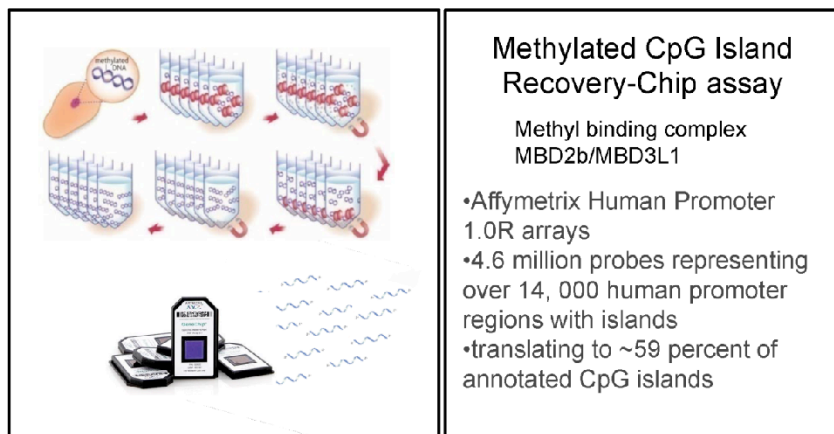 methylated
DNA
Methylated CpG Island
Recovery-Chip assay
Methyl binding complex
MBD2b/MBD3L1
•Affymetrix Human Promoter
1.0R arrays
•4.6 million probes representing
over 14, 000 human promoter
regions with islands
•translating to ~59 percent of
annotated CpG islands